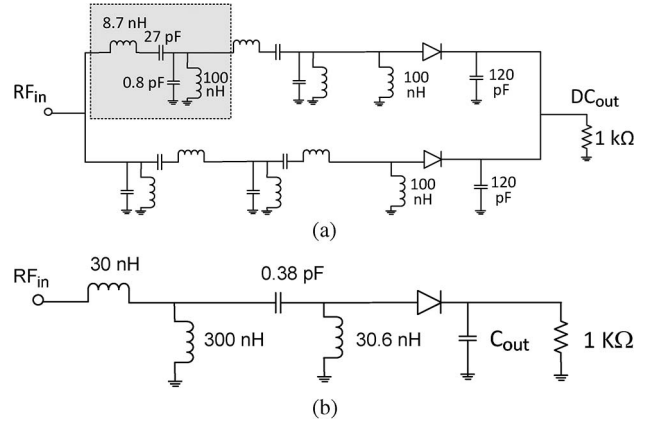 8.7 nH
27 pF
0.8 pF
100
nH
100
nH
120
pF
RFin
DCout
1 kΩ
100
nH
120
pF
(a)
RFin
30 nH
0.38 pF
300 nH
30.6 nH
Cout
1 KΩ
(b)